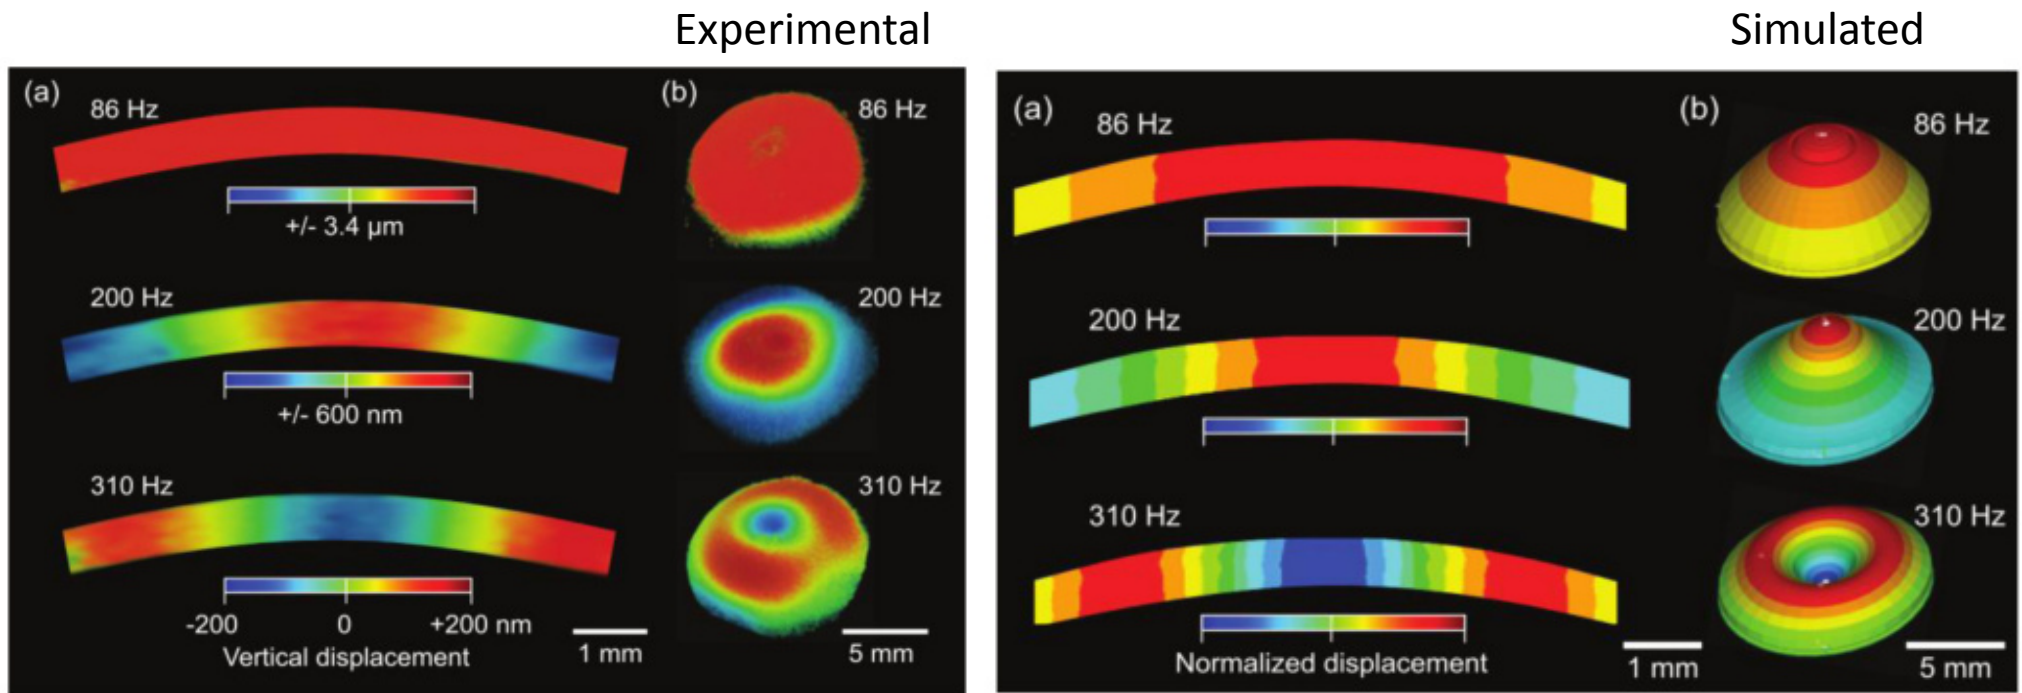 Experimental
(a)
86 Hz
+/- 3.4 µm
200 Hz
+/- 600 nm
310 Hz
-200 0 +200 nm
Vertical displacement
1 mm
(b)
86 Hz
200 Hz
310 Hz
5 mm
Simulated
(a)
86 Hz
200 Hz
310 Hz
Normalized displacement
1 mm
(b)
86 Hz
200 Hz
310 Hz
5 mm